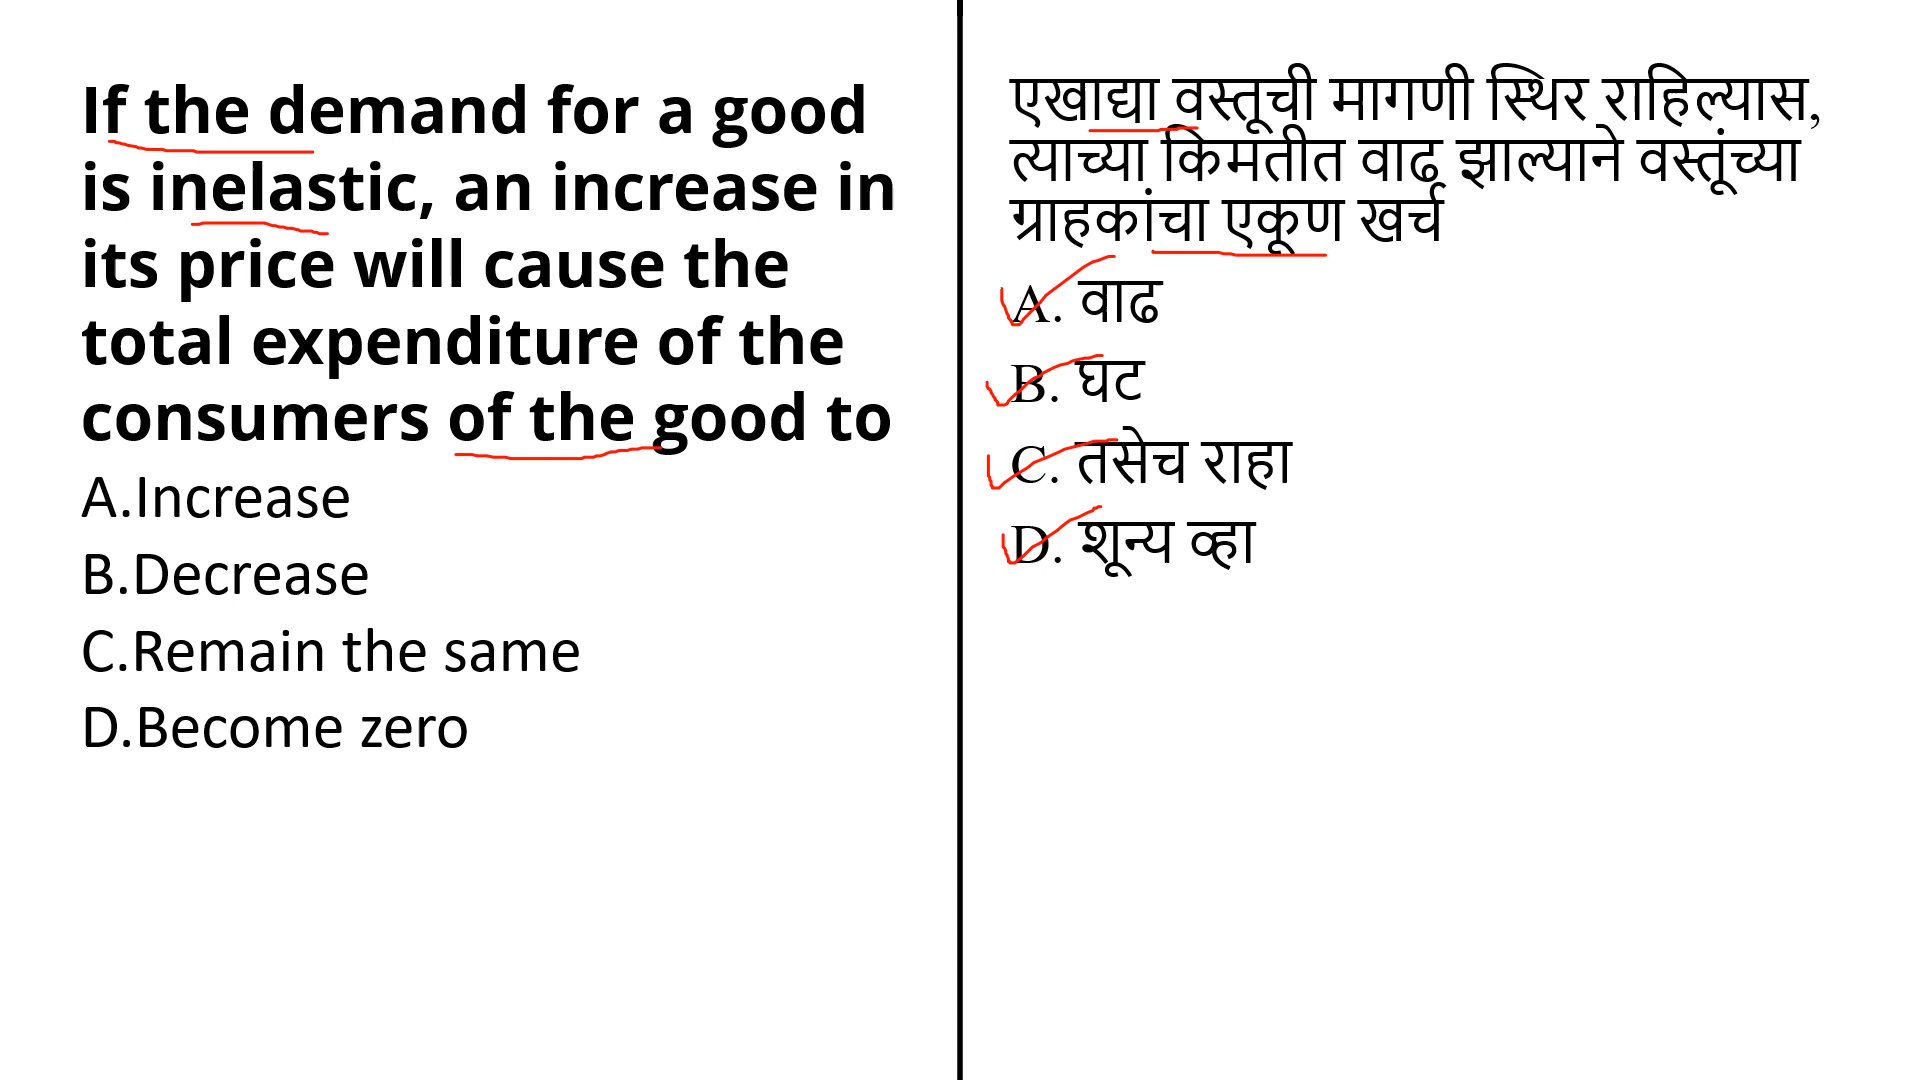 If the demand for a good
is inelastic, an increase in
its price will cause the
total expenditure of the
consumers of the good to
A.Increase
B.Decrease
C.Remain the same
D.Become zero
एखाद्या वस्तूची मागणी स्थिर राहिल्यास,
त्याच्या किमतीत वाढ झाल्याने वस्तूंच्या
ग्राहकांचा एकूण खर्च
A. वाढ
B. घट
C. तसेच राहा
D. शून्य व्हा